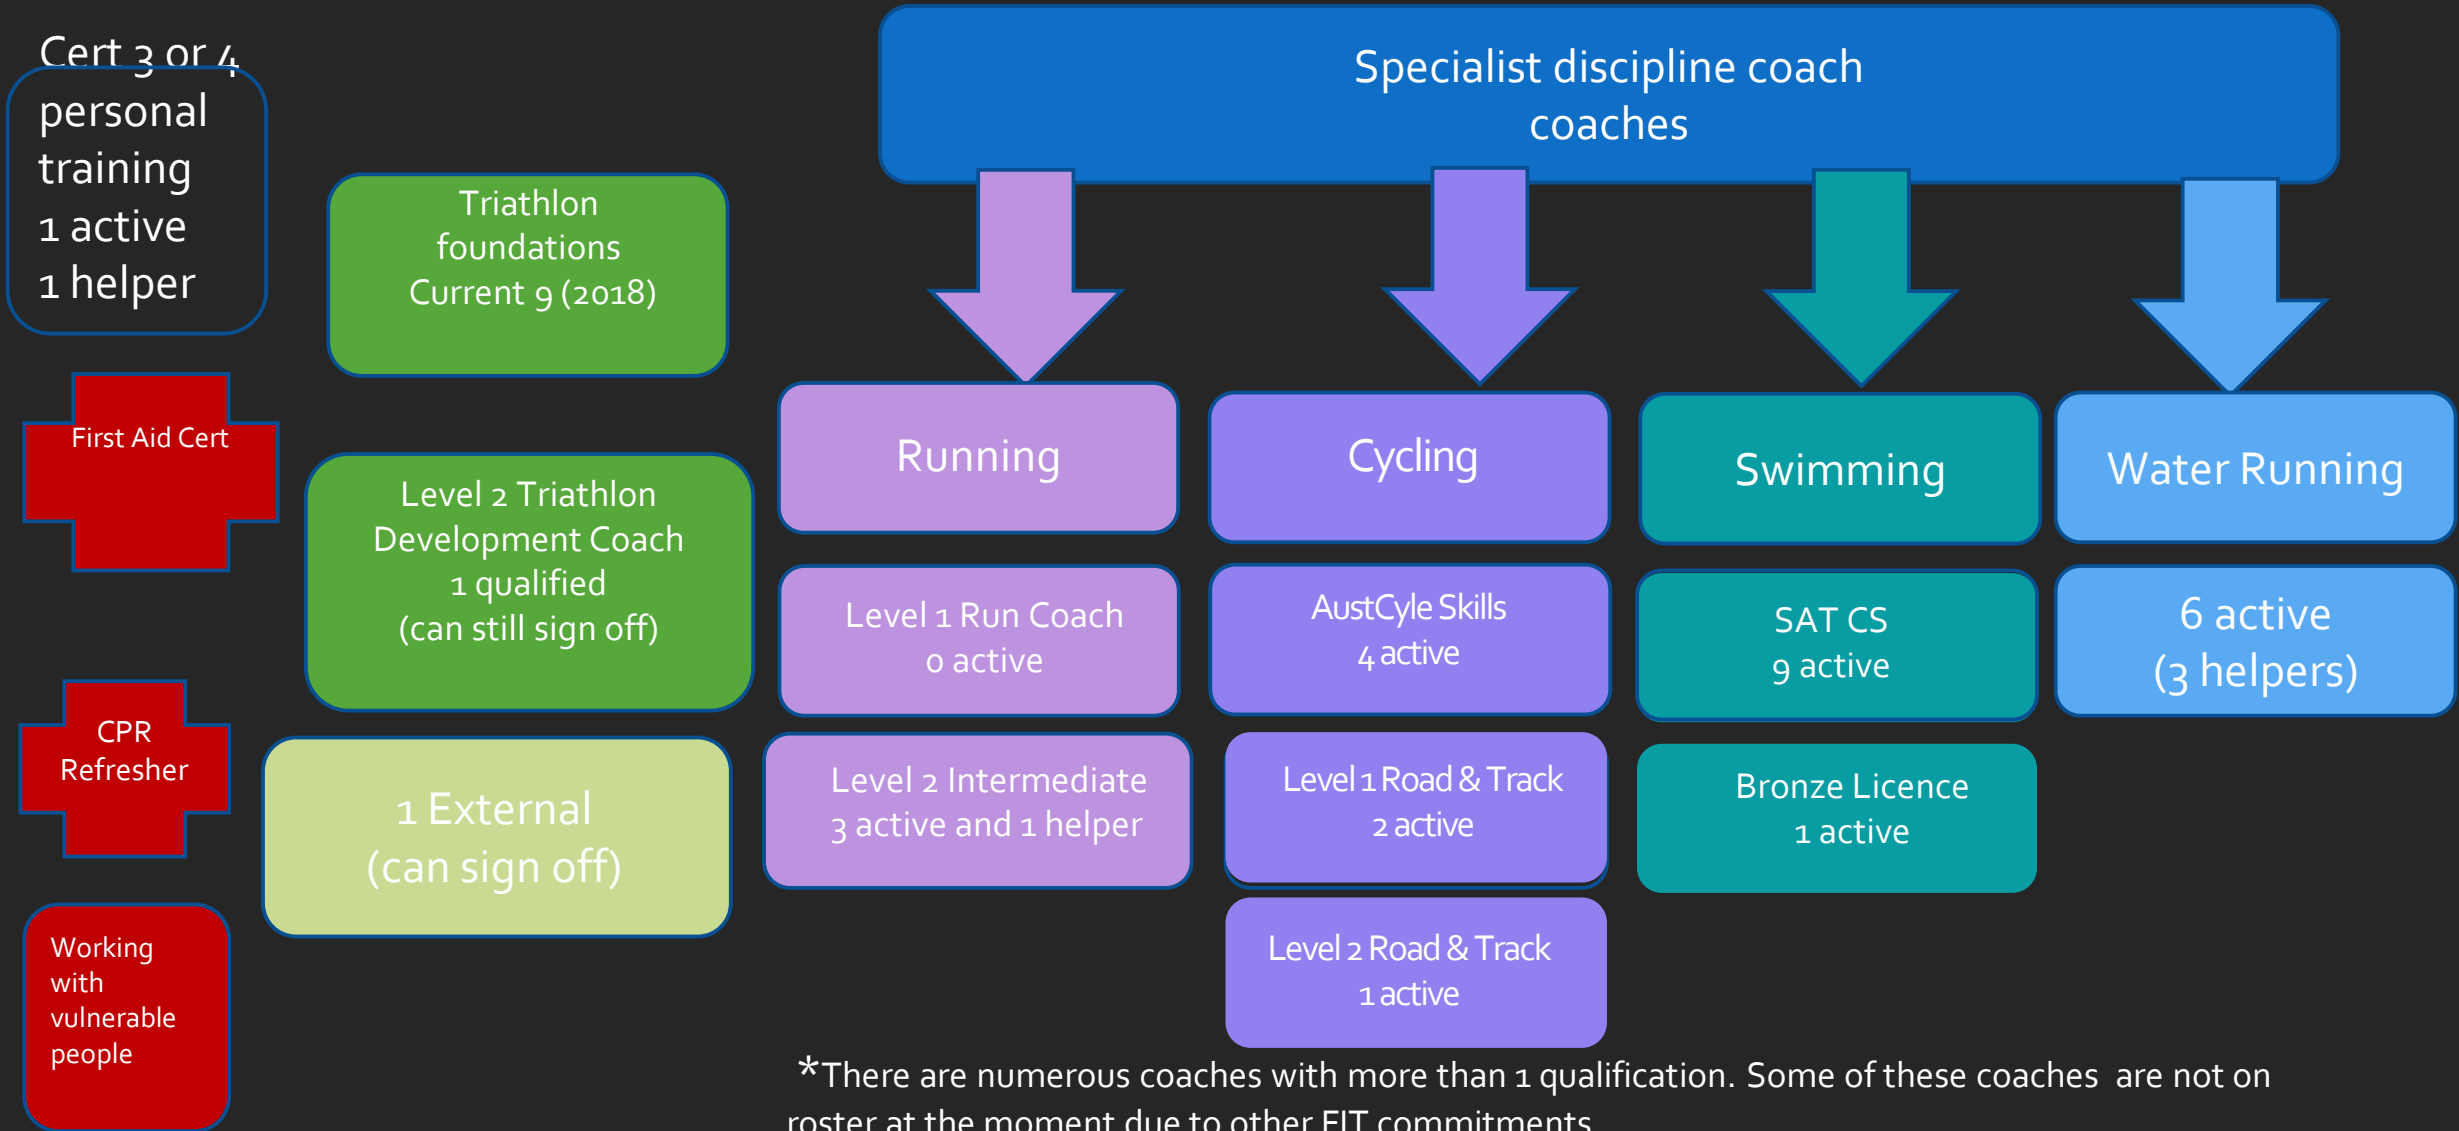 Cert 3 or 4
personal
training
1 active
1 helper
Specialist discipline coach
coaches
Triathlon
foundations
Current 9 (2018)
First Aid Cert
Level 2 Triathlon
Development Coach
1 qualified
(can still sign off)
CPR
Refresher
1 External
(can sign off)
Working
with
vulnerable
people
Running
Level 1 Run Coach
0 active
Level 2 Intermediate
3 active and 1 helper
Cycling
AustCyle Skills
4 active
Level 1 Road & Track
2 active
Level 2 Road & Track
1 active
Swimming
SAT CS
9 active
Bronze Licence
1 active
Water Running
6 active
(3 helpers)
*There are numerous coaches with more than 1 qualification. Some of these coaches are not on
roster at the moment due to other FIT commitments